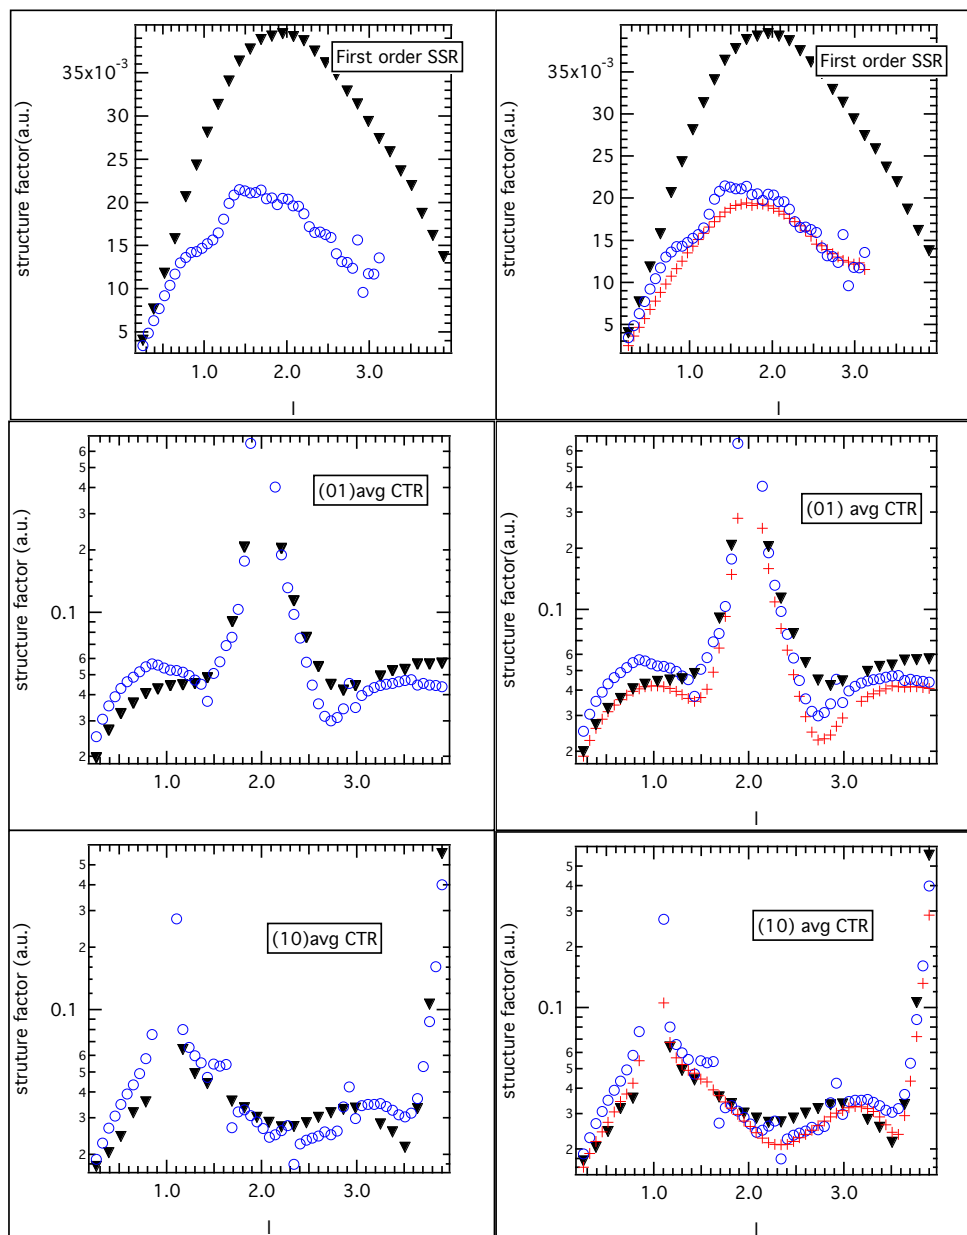 First order SSR
35x10-3
30
25
20
15
10
5
structure factor(a.u.)
1.0 2.0 3.0
l
First order SSR
35x10-3
30
25
20
15
10
5
structure factor(a.u.)
1.0 2.0 3.0
l
(01)avg CTR
6
5
4
3
2
0.1
6
5
4
3
2
structure factor (a.u.)
1.0 2.0 3.0
(01) avg CTR
6
5
4
3
2
0.1
6
5
4
3
2
structure factor(a.u.)
1.0 2.0 3.0
l
(10)avg CTR
5
4
3
2
0.1
6
5
4
3
2
structure factor (a.u.)
1.0 2.0 3.0
l
(10) avg CTR
5
4
3
2
0.1
6
5
4
3
2
structure factor(a.u.)
1.0 2.0 3.0
l